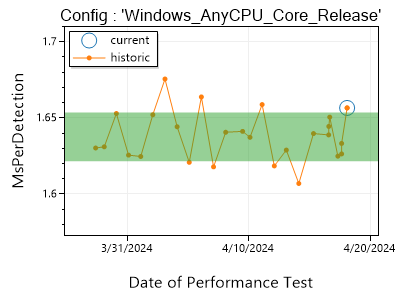 Config : 'Windows_AnyCPU_Core_Release'
current
historic
1.7
1.65
1.6
MsPerDetection
3/31/2024
4/10/2024
4/20/2024
Date of Performance Test